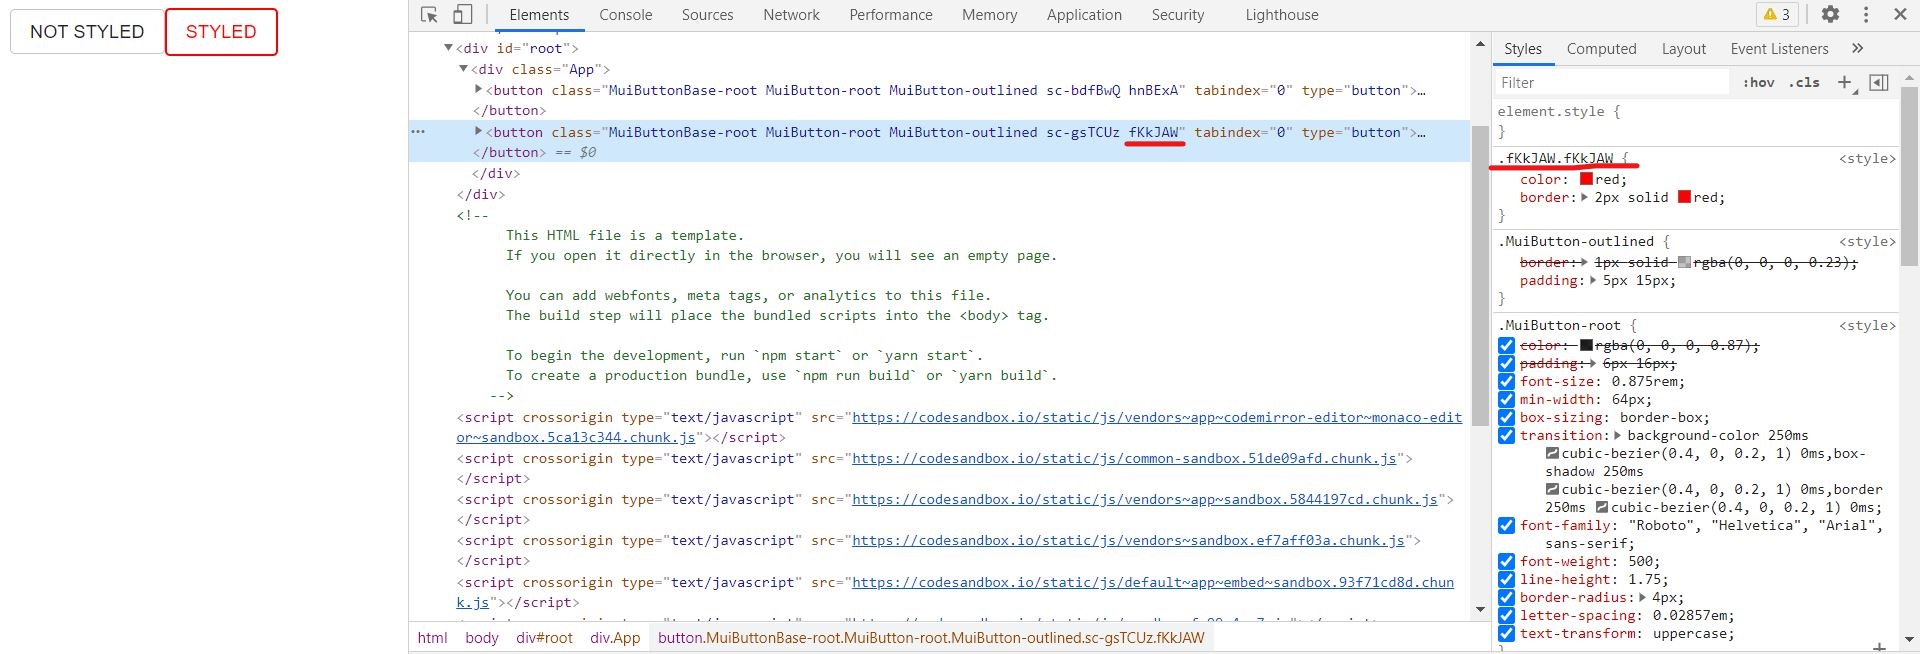 NOT STYLED STYLED
Elements Console Sources Network Performance Memory Application Security Lighthouse 3
<div id="root">
<div class="App">
<button class="MuiButtonBase-root MuiButton-root MuiButton-outlined sc-bdfBwQ hnBExA" tabindex="0" type="button">…
</button>
<button class="MuiButtonBase-root MuiButton-root MuiButton-outlined sc-gsTCUz fKkJAW" tabindex="0" type="button">…
</button> == $0
</div>
</div>
<!--
This HTML file is a template.
If you open it directly in the browser, you will see an empty page.
You can add webfonts, meta tags, or analytics to this file.
The build step will place the bundled scripts into the <body> tag.
To begin the development, run `npm start` or `yarn start`.
To create a production bundle, use `npm run build` or `yarn build`.
-->
<script crossorigin type="text/javascript" src="https://codesandbox.io/static/js/vendors~app~codemirror-editor~monaco-edit
or~sandbox.5ca13c344.chunk.js"></script>
<script crossorigin type="text/javascript" src="https://codesandbox.io/static/js/common-sandbox.51de09afd.chunk.js">
</script>
<script crossorigin type="text/javascript" src="https://codesandbox.io/static/js/vendors~app~sandbox.5844197cd.chunk.js">
</script>
<script crossorigin type="text/javascript" src="https://codesandbox.io/static/js/vendors~sandbox.ef7aff03a.chunk.js">
</script>
<script crossorigin type="text/javascript" src="https://codesandbox.io/static/js/default~app~embed~sandbox.93f71cd8d.chun
k.js"></script>
html body div#root div.App button.MuiButtonBase-root.MuiButton-root.MuiButton-outlined.sc-gsTCUz.fKkJAW
Styles Computed Layout Event Listeners »
Filter :hov .cls +
element.style {
}
.fKkJAW.fKkJAW { <style>
color: red;
border: 2px solid red;
}
.MuiButton-outlined { <style>
border: 1px solid rgba(0, 0, 0, 0.23);
padding: 5px 15px;
}
.MuiButton-root { <style>
color: rgba(0, 0, 0, 0.87);
padding: 6px 16px;
font-size: 0.875rem;
min-width: 64px;
box-sizing: border-box;
transition: background-color 250ms
cubic-bezier(0.4, 0, 0.2, 1) 0ms,box-
shadow 250ms
cubic-bezier(0.4, 0, 0.2, 1) 0ms,border
250ms cubic-bezier(0.4, 0, 0.2, 1) 0ms;
font-family: "Roboto", "Helvetica", "Arial",
sans-serif;
font-weight: 500;
line-height: 1.75;
border-radius: 4px;
letter-spacing: 0.02857em;
text-transform: uppercase;